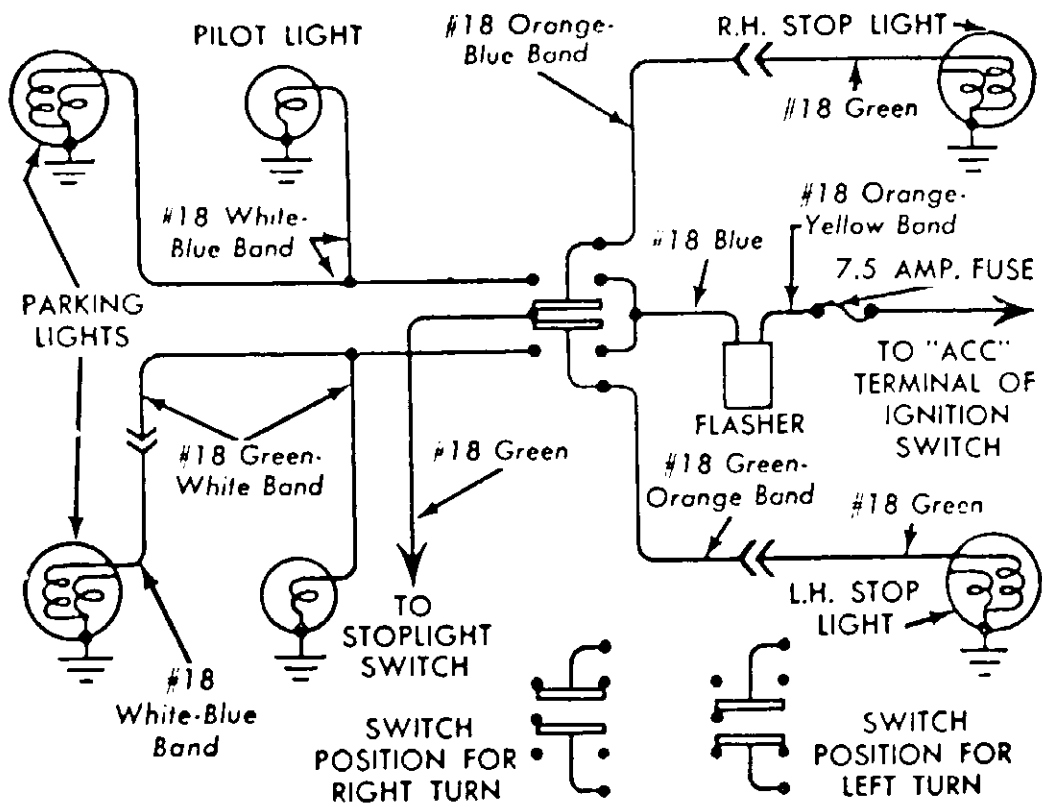 PILOT LIGHT
#18 Orange-
Blue Band
R.H. STOP LIGHT
#18 Green
#18 White-
Blue Band
#18 Blue
#18 Orange-
Yellow Band
7.5 AMP. FUSE
PARKING
LIGHTS
TO "ACC"
TERMINAL OF
IGNITION
SWITCH
FLASHER
#18 Green-
White Band
#18 Green
#18 Green-
Orange Band
#18 Green
L.H. STOP
LIGHT
TO
STOPLIGHT
SWITCH
#18
White-Blue
Band
SWITCH
POSITION FOR
RIGHT TURN
SWITCH
POSITION FOR
LEFT TURN